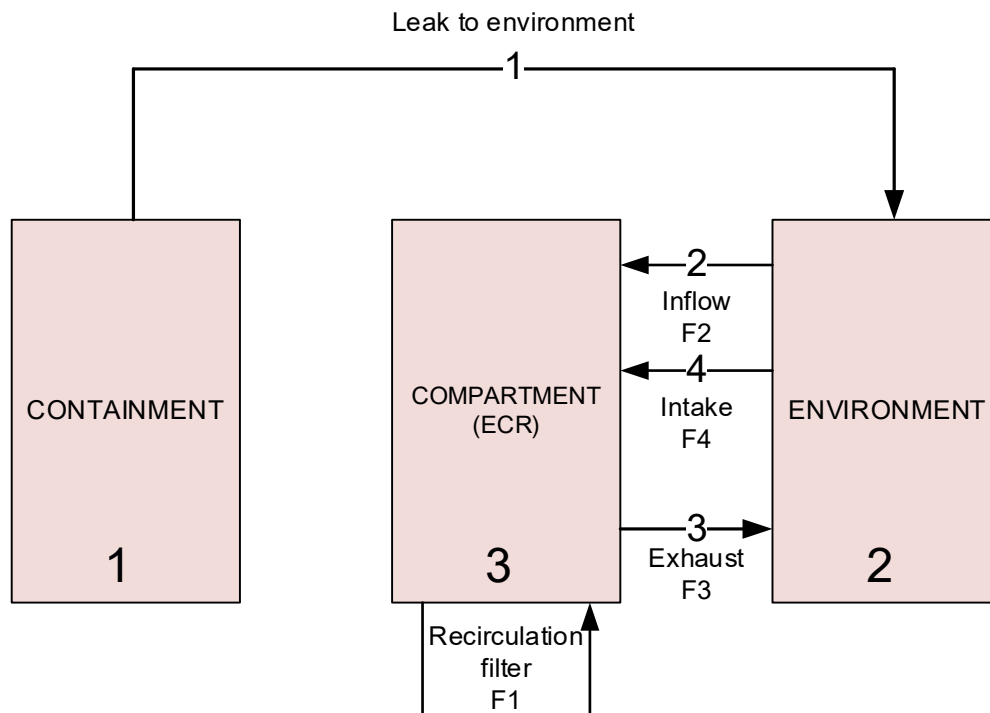 Leak to environment
1
2
Inflow
F2
4
Intake
F4
CONTAINMENT
COMPARTMENT
(ECR)
ENVIRONMENT
3
Exhaust
F3
1
3
2
Recirculation
filter
F1